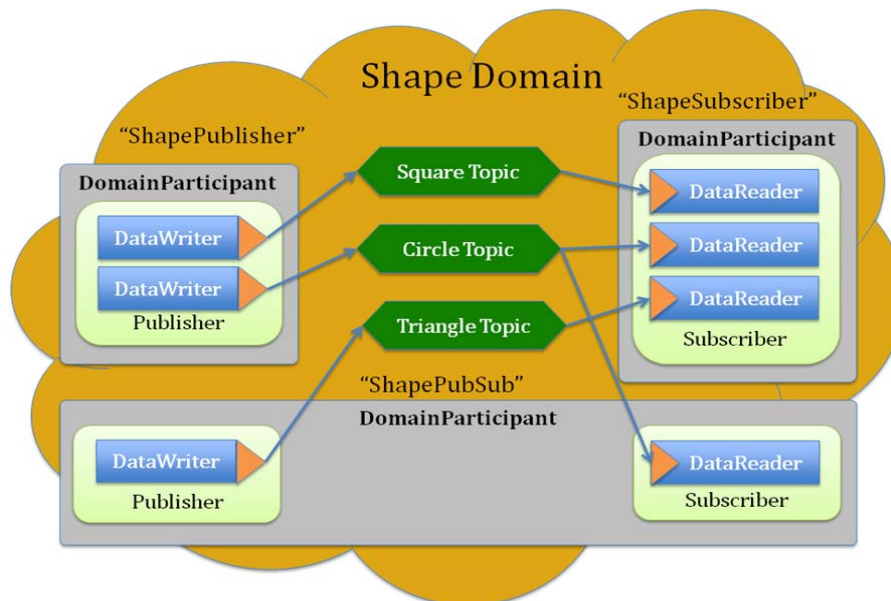 Shape Domain
“ShapePublisher”
DomainParticipant
DataWriter
DataWriter
Publisher
Square Topic
Circle Topic
Triangle Topic
“ShapeSubscriber”
DomainParticipant
DataReader
DataReader
DataReader
Subscriber
“ShapePubSub”
DomainParticipant
DataWriter
Publisher
DataReader
Subscriber